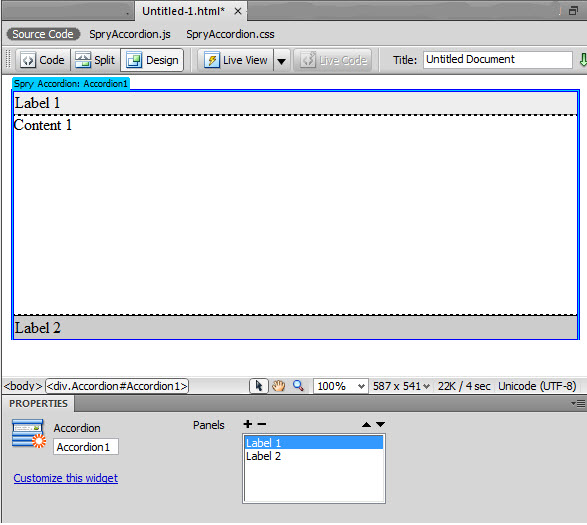 Untitled-1.html* ×
Source Code SpryAccordion.js SpryAccordion.css
Code Split Design Live View Live Code Title: Untitled Document
Spry Accordion: Accordion1
Label 1
Content 1
Label 2
<body> <div.Accordion#Accordion1> 100% 587 x 541 22K / 4 sec Unicode (UTF-8)
PROPERTIES
Accordion Panels
Accordion1
Label 1
Label 2
Customize this widget